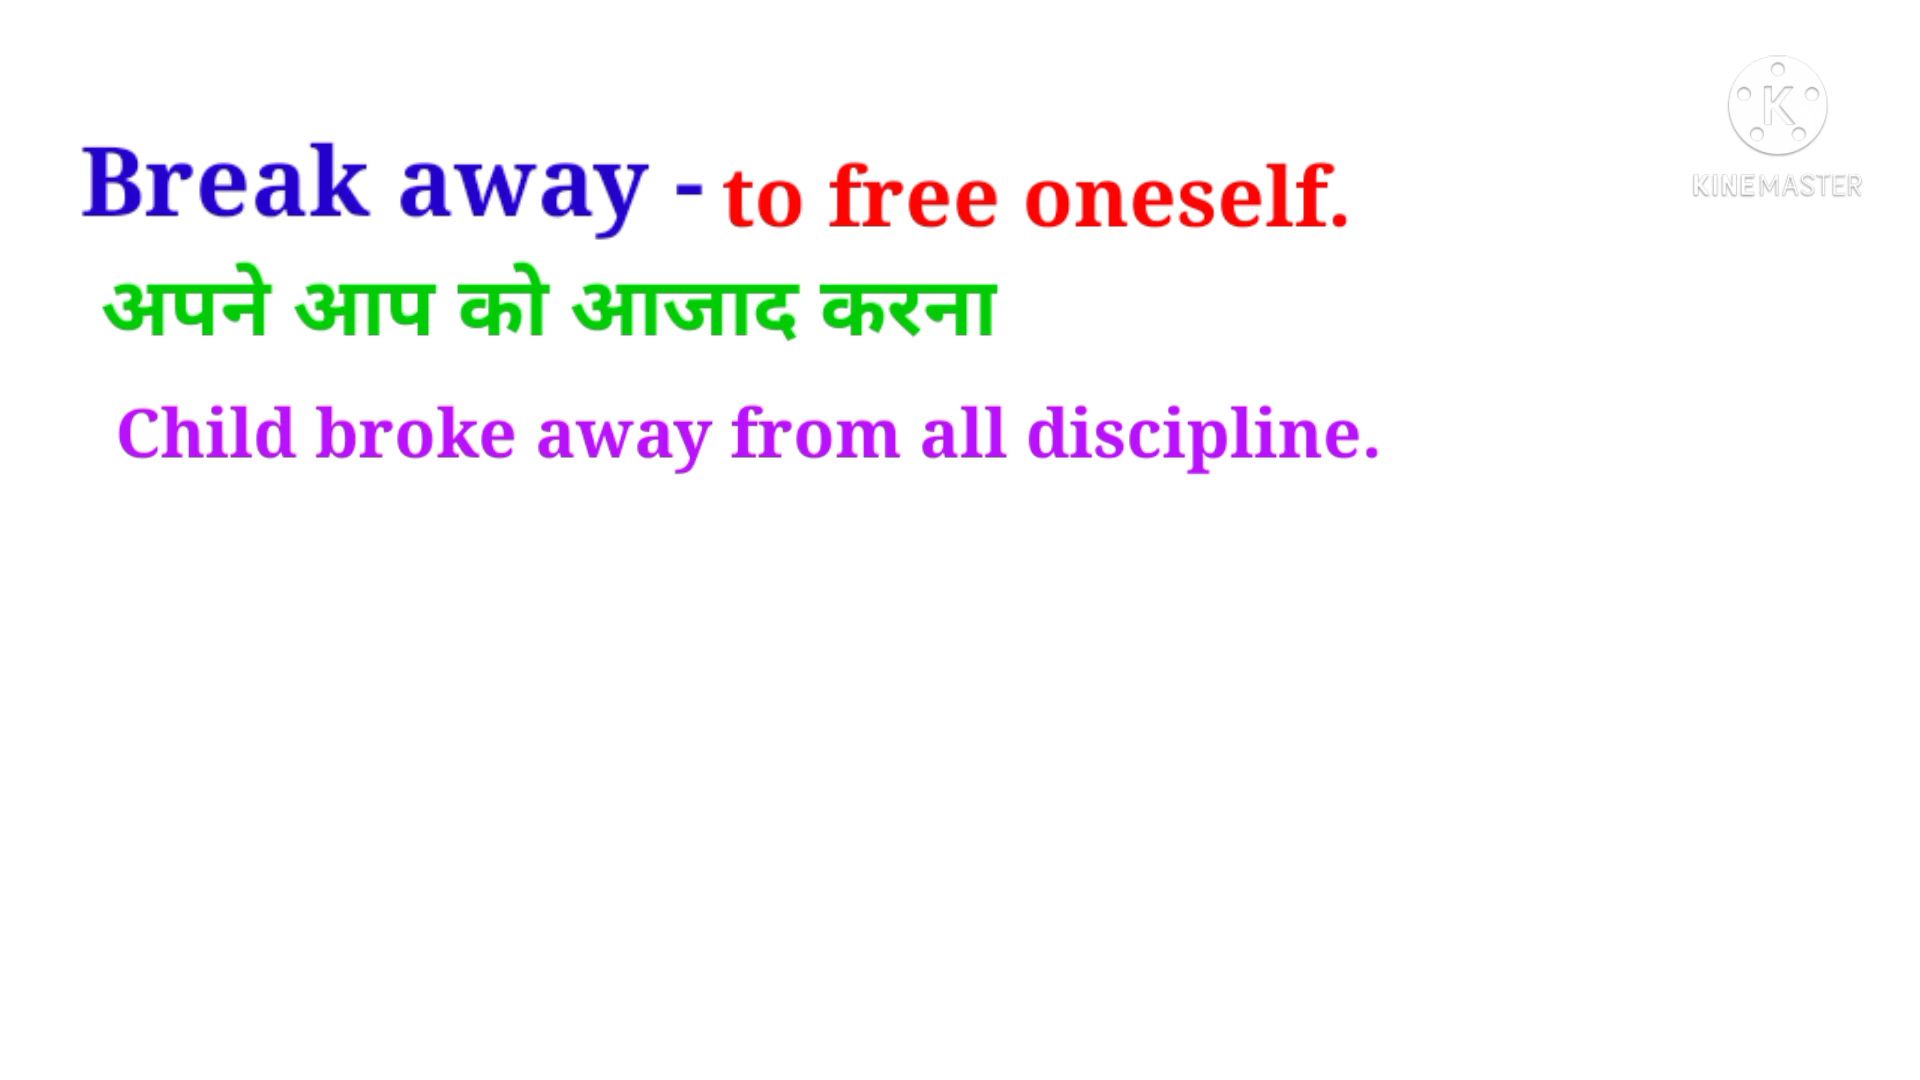 Break away - to free oneself.
अपने आप को आजाद करना
Child broke away from all discipline.
K
KINEMASTER